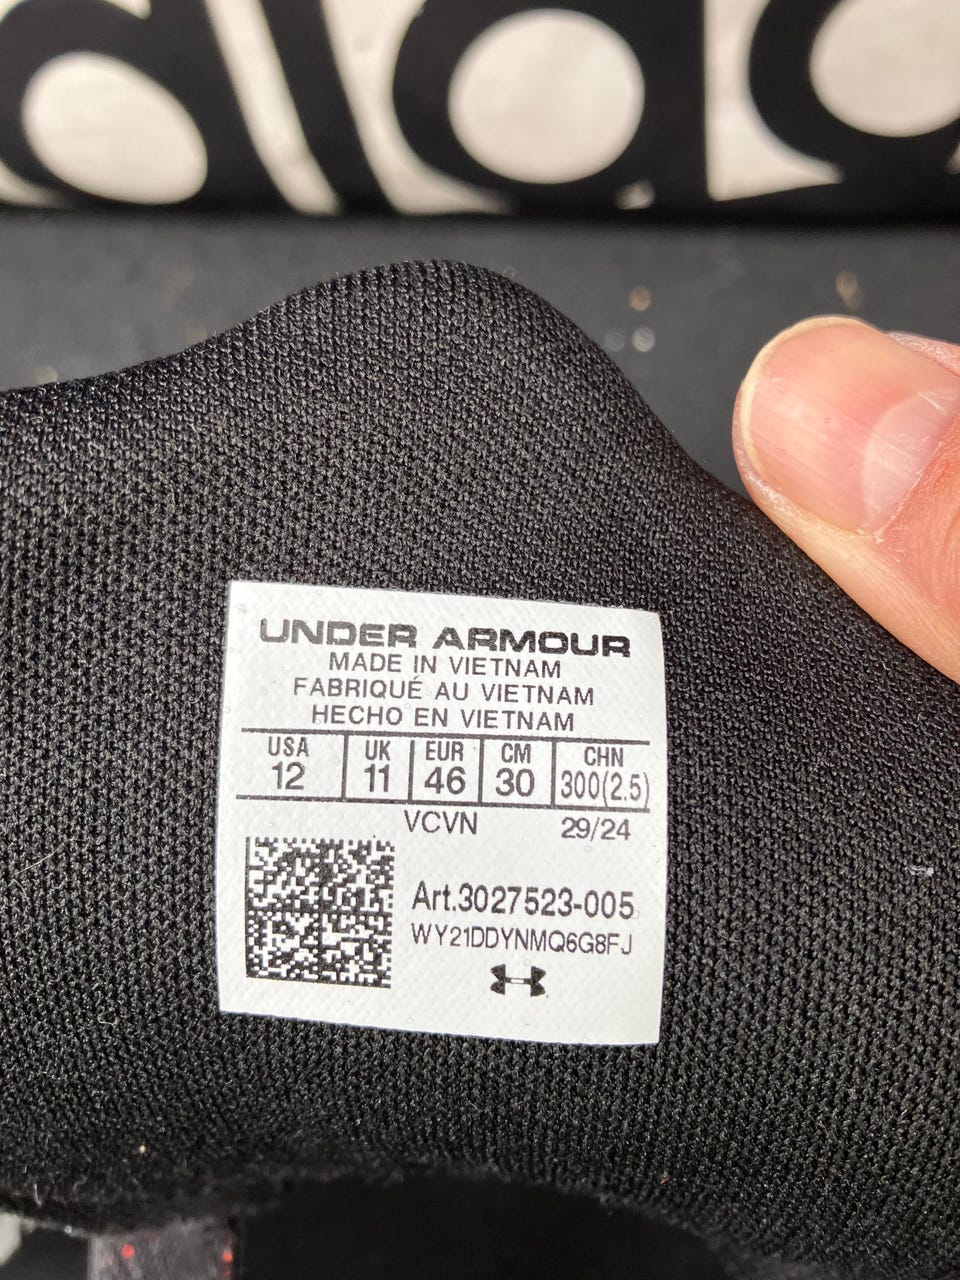 adidas
UNDER ARMOUR
MADE IN VIETNAM
FABRIQUÉ AU VIETNAM
HECHO EN VIETNAM
USA UK EUR CM CHN
12 11 46 30 300(2.5)
VCVN 29/24
Art.3027523-005
WY21DDYNMQ6G8FJ